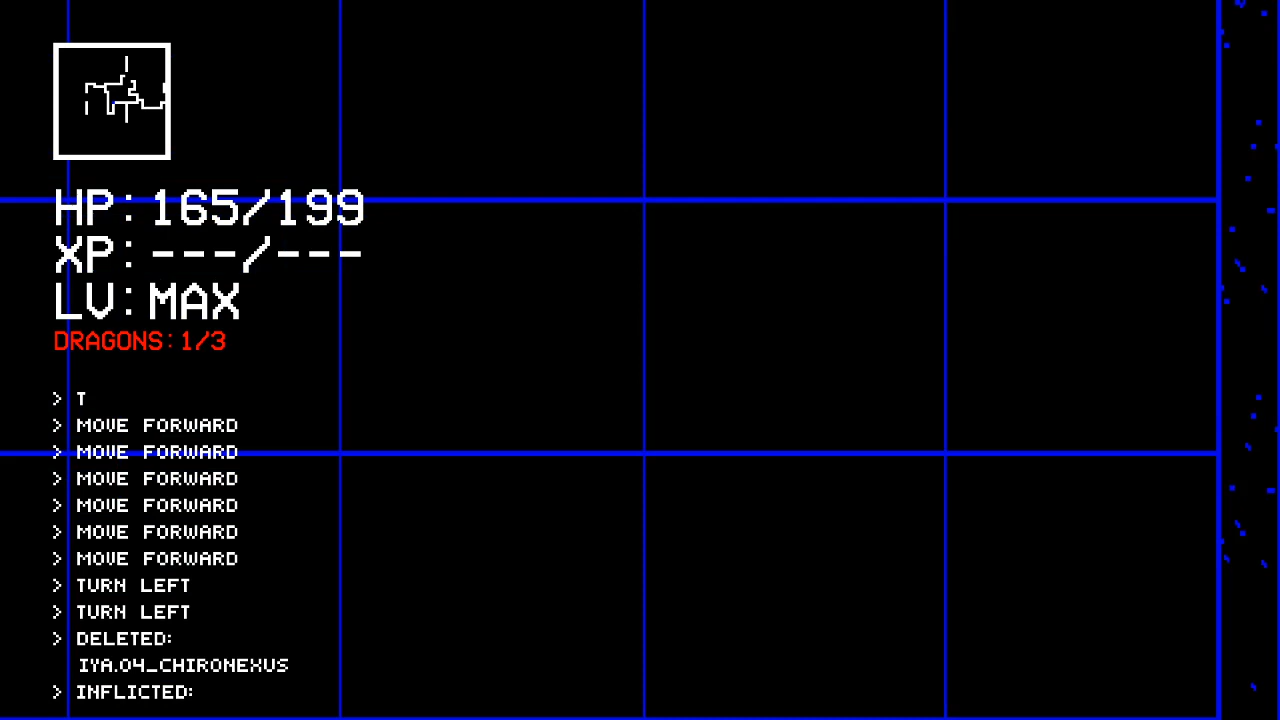 HP:165/199
XP:---/---
LV:MAX
DRAGONS:1/3
> T
> MOVE FORWARD
> MOVE FORWARD
> MOVE FORWARD
> MOVE FORWARD
> MOVE FORWARD
> MOVE FORWARD
> TURN LEFT
> TURN LEFT
> DELETED:
IYA.04_CHIRONEXUS
> INFLICTED: